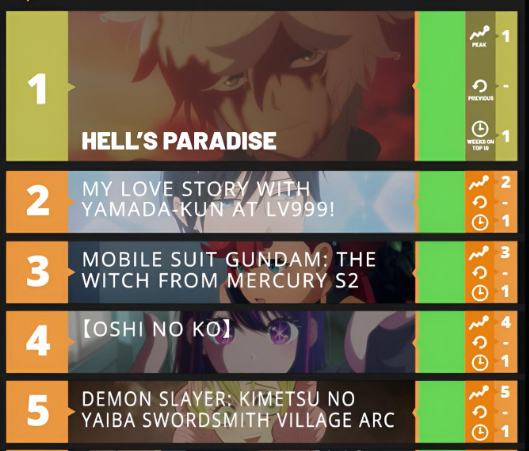 1
HELL'S PARADISE
PEAK 1
PREVIOUS -
WEEKS ON
TOP 10
1
2
MY LOVE STORY WITH
YAMADA-KUN AT LV999!
2
-
1
3
MOBILE SUIT GUNDAM: THE
WITCH FROM MERCURY S2
3
-
1
4
【OSHI NO KO】
4
-
1
5
DEMON SLAYER: KIMETSU NO
YAIBA SWORDSMITH VILLAGE ARC
5
-
1